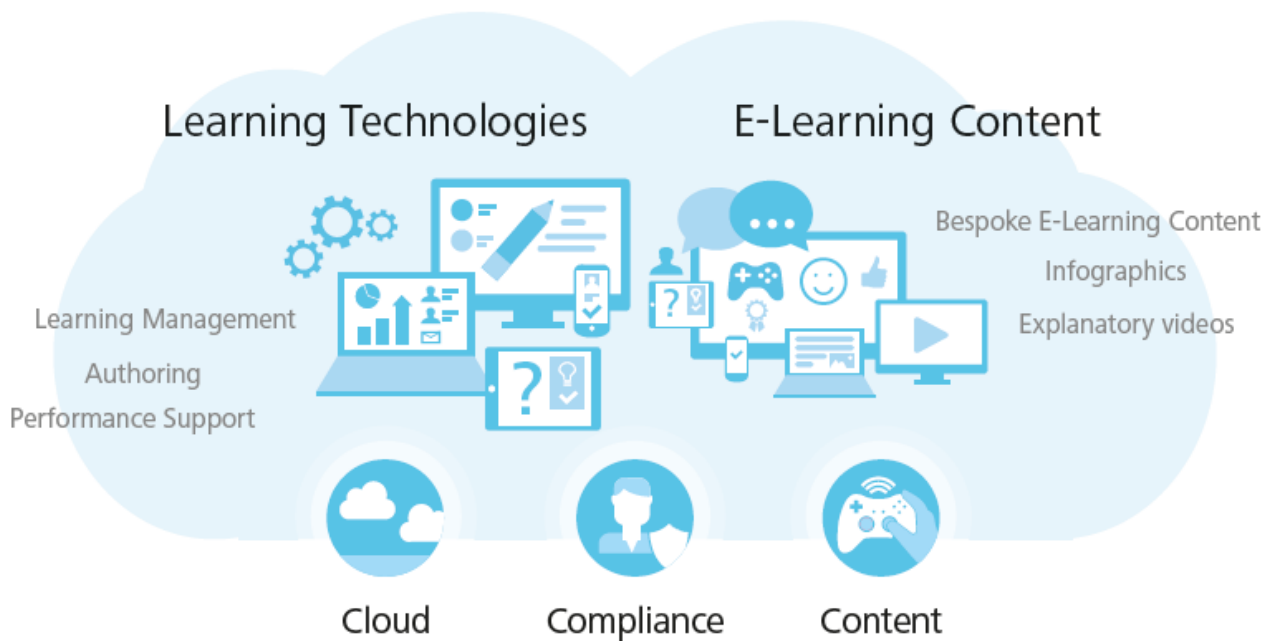 Learning Technologies
E-Learning Content
Learning Management
Authoring
Performance Support
Bespoke E-Learning Content
Infographics
Explanatory videos
?
?
Cloud
Compliance
Content